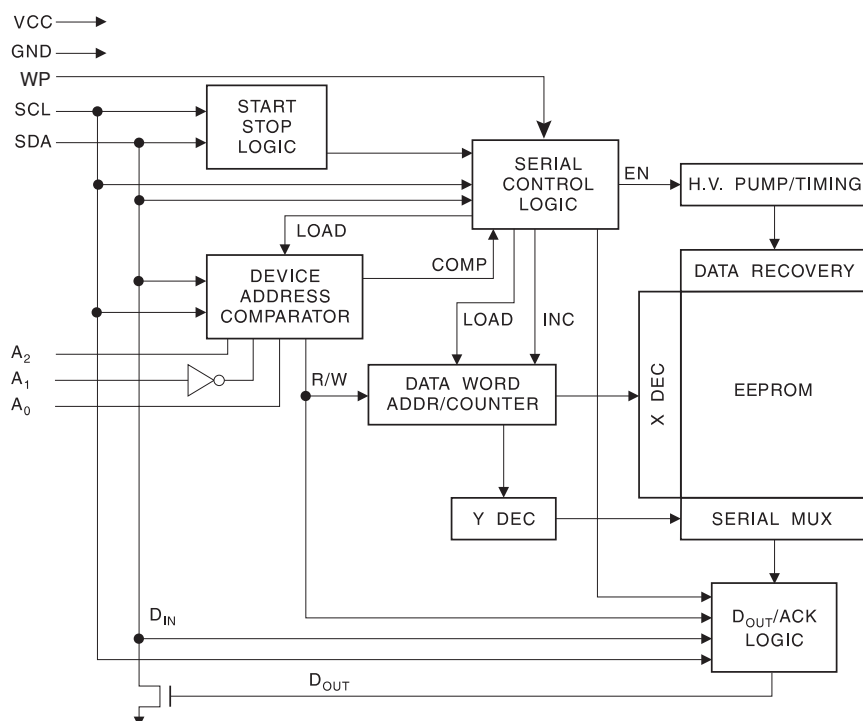 VCC
GND
WP
SCL
SDA
START
STOP
LOGIC
SERIAL
CONTROL
LOGIC
EN
H.V. PUMP/TIMING
LOAD
COMP
DEVICE
ADDRESS
COMPARATOR
DATA RECOVERY
LOAD
INC
A2
A1
A0
R/W
DATA WORD
ADDR/COUNTER
X DEC
EEPROM
Y DEC
SERIAL MUX
DIN
DOUT/ACK
LOGIC
DOUT